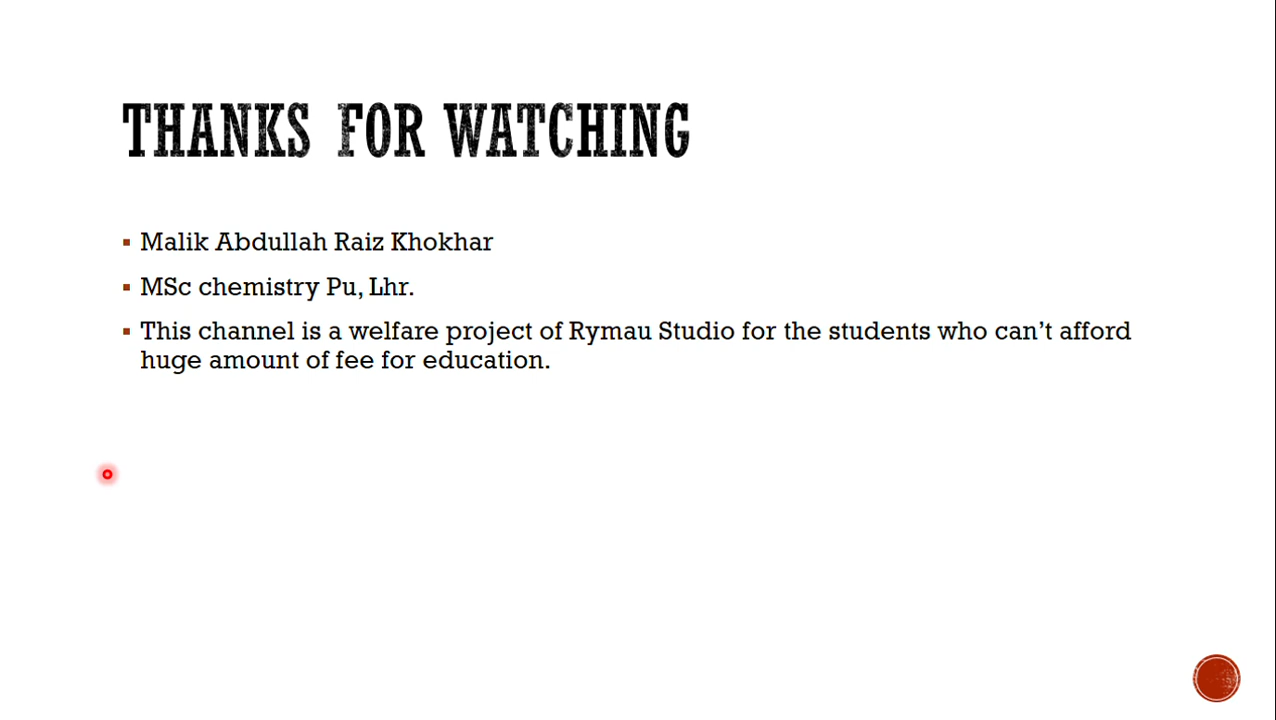 THANKS FOR WATCHING
Malik Abdullah Raiz Khokhar
MSc chemistry Pu, Lhr.
This channel is a welfare project of Rymau Studio for the students who can’t afford
huge amount of fee for education.